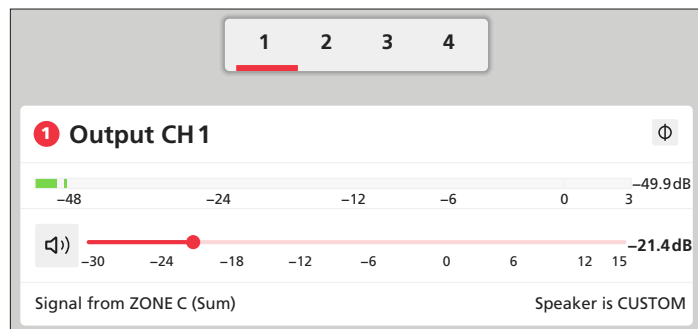 1 2 3 4
1 Output CH 1 Φ
−49.9 dB
−48 −24 −12 −6 0 3
−21.4 dB
−30 −24 −18 −12 −6 0 6 12 15
Signal from ZONE C (Sum) Speaker is CUSTOM